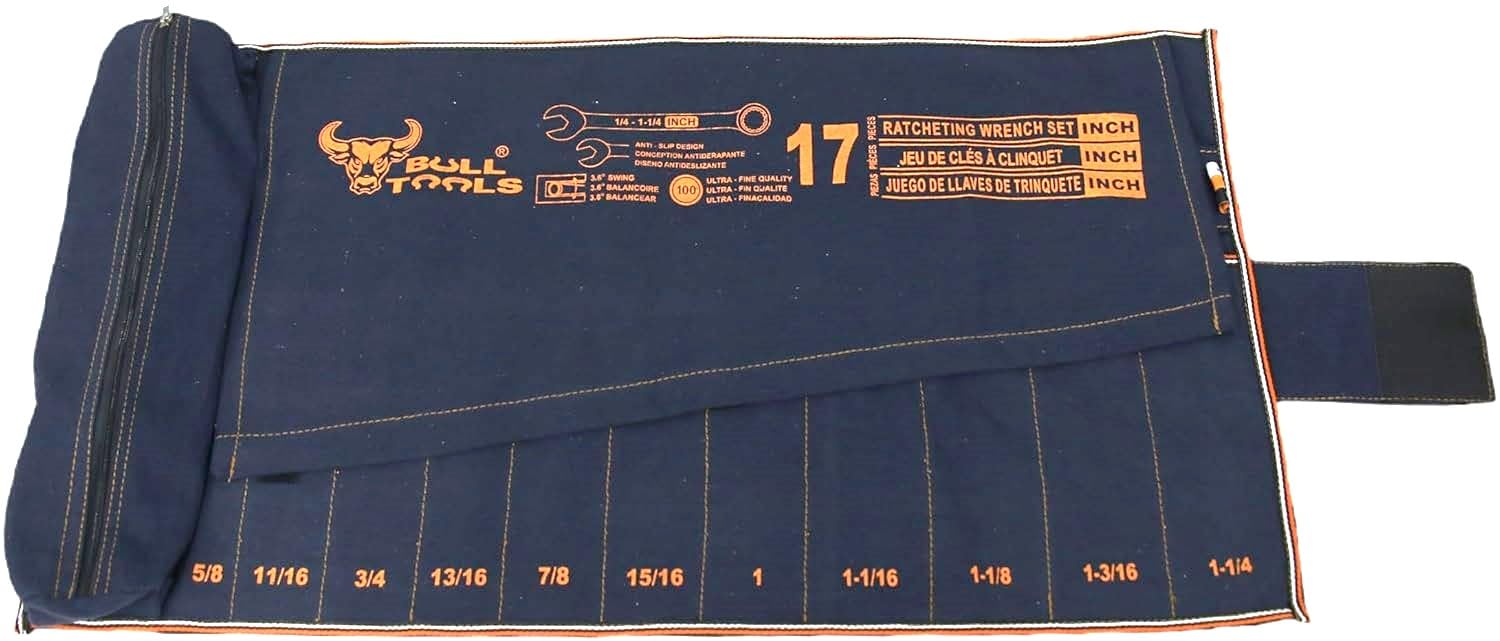 BULL ®
TOOLS
1/4 - 1-1/4 INCH
ANTI - SLIP DESIGN
CONCEPTION ANTIDERAPANTE
DISENO ANTIDESLIZANTE
3.6° SWING
3.6° BALANCOIRE
3.6° BALANCEAR
100
ULTRA - FINE QUALITY
ULTRA - FIN QUALITE
ULTRA - FINACALIDAD
17
PIEZAS PIÈCES PIECES
RATCHETING WRENCH SET INCH
JEU DE CLÉS À CLINQUET INCH
JUEGO DE LLAVES DE TRINQUETE INCH
5/8 11/16 3/4 13/16 7/8 15/16 1 1-1/16 1-1/8 1-3/16 1-1/4